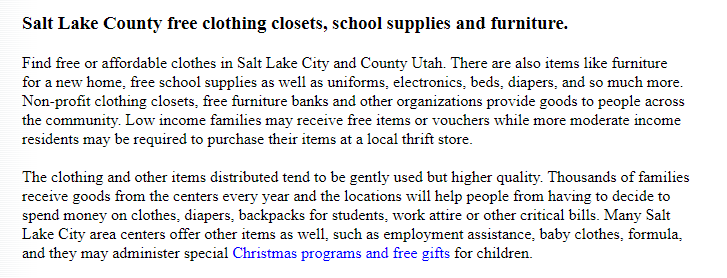 Salt Lake County free clothing closets, school supplies and furniture.
Find free or affordable clothes in Salt Lake City and County Utah. There are also items like furniture
for a new home, free school supplies as well as uniforms, electronics, beds, diapers, and so much more.
Non-profit clothing closets, free furniture banks and other organizations provide goods to people across
the community. Low income families may receive free items or vouchers while more moderate income
residents may be required to purchase their items at a local thrift store.
The clothing and other items distributed tend to be gently used but higher quality. Thousands of families
receive goods from the centers every year and the locations will help people from having to decide to
spend money on clothes, diapers, backpacks for students, work attire or other critical bills. Many Salt
Lake City area centers offer other items as well, such as employment assistance, baby clothes, formula,
and they may administer special Christmas programs and free gifts for children.